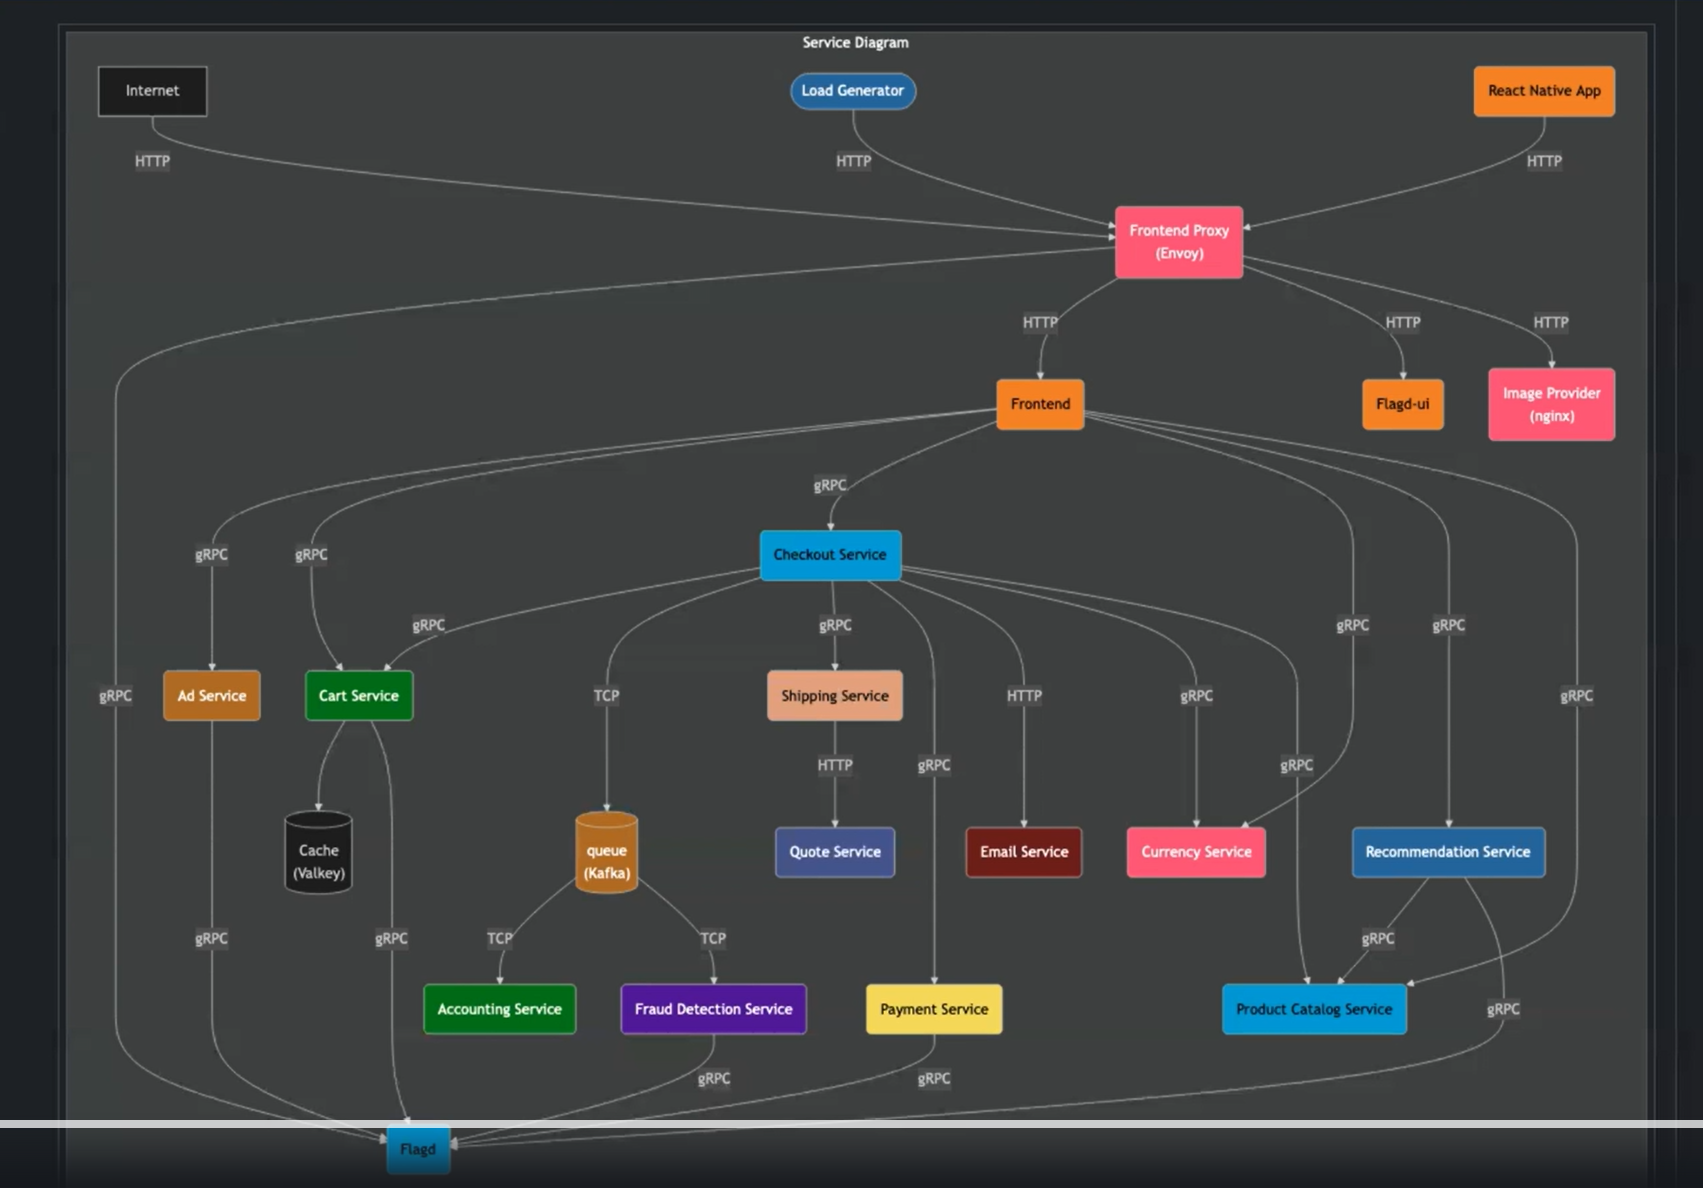 Service Diagram
Internet
Load Generator
React Native App
HTTP
HTTP
HTTP
Frontend Proxy
(Envoy)
HTTP
HTTP
HTTP
Frontend
Flagd-ui
Image Provider
(nginx)
gRPC
gRPC
gRPC
Checkout Service
gRPC
gRPC
gRPC
gRPC
gRPC
Ad Service
Cart Service
TCP
Shipping Service
HTTP
gRPC
gRPC
HTTP
gRPC
gRPC
Cache
(Valkey)
queue
(Kafka)
Quote Service
Email Service
Currency Service
Recommendation Service
gRPC
gRPC
TCP
TCP
gRPC
Accounting Service
Fraud Detection Service
Payment Service
Product Catalog Service
gRPC
gRPC
gRPC
Flagd